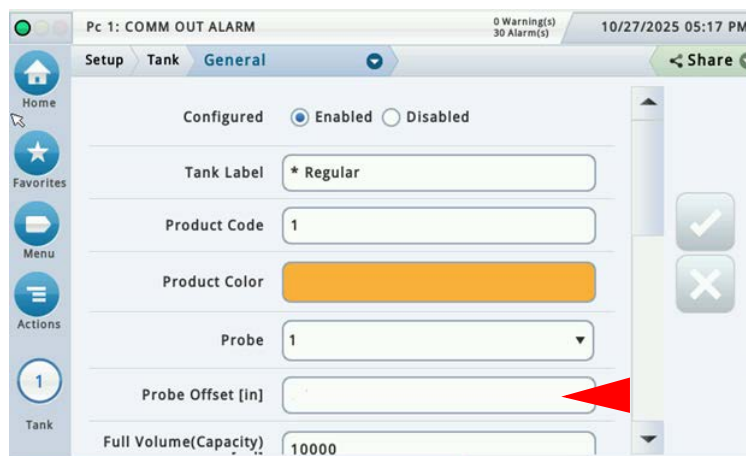 Pc 1: COMM OUT ALARM
0 Warning(s)
30 Alarm(s)
10/27/2025 05:17 PM
Setup Tank General
Share
Home
Favorites
Menu
Actions
1
Tank
Configured Enabled Disabled
Tank Label * Regular
Product Code 1
Product Color
Probe 1
Probe Offset [in]
Full Volume(Capacity) 10000